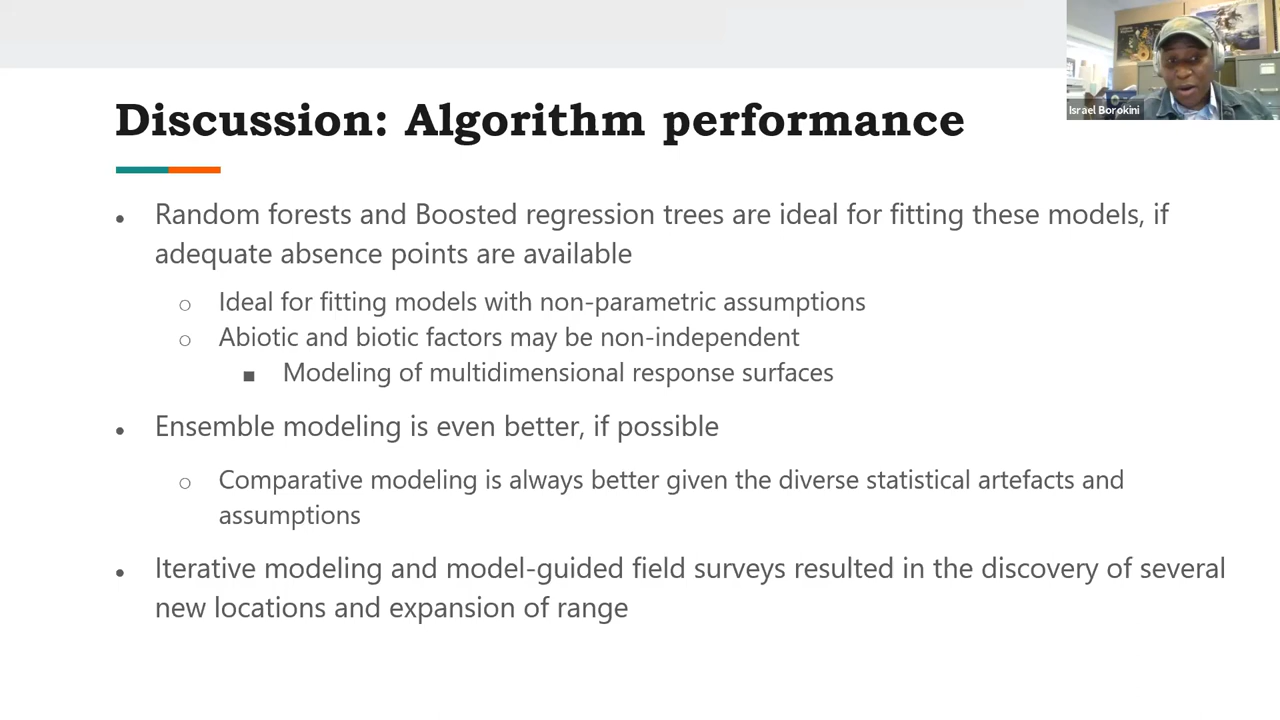 Israel Borokini
Discussion: Algorithm performance
• Random forests and Boosted regression trees are ideal for fitting these models, if
adequate absence points are available
○ Ideal for fitting models with non-parametric assumptions
○ Abiotic and biotic factors may be non-independent
■ Modeling of multidimensional response surfaces
• Ensemble modeling is even better, if possible
○ Comparative modeling is always better given the diverse statistical artefacts and
assumptions
• Iterative modeling and model-guided field surveys resulted in the discovery of several
new locations and expansion of range